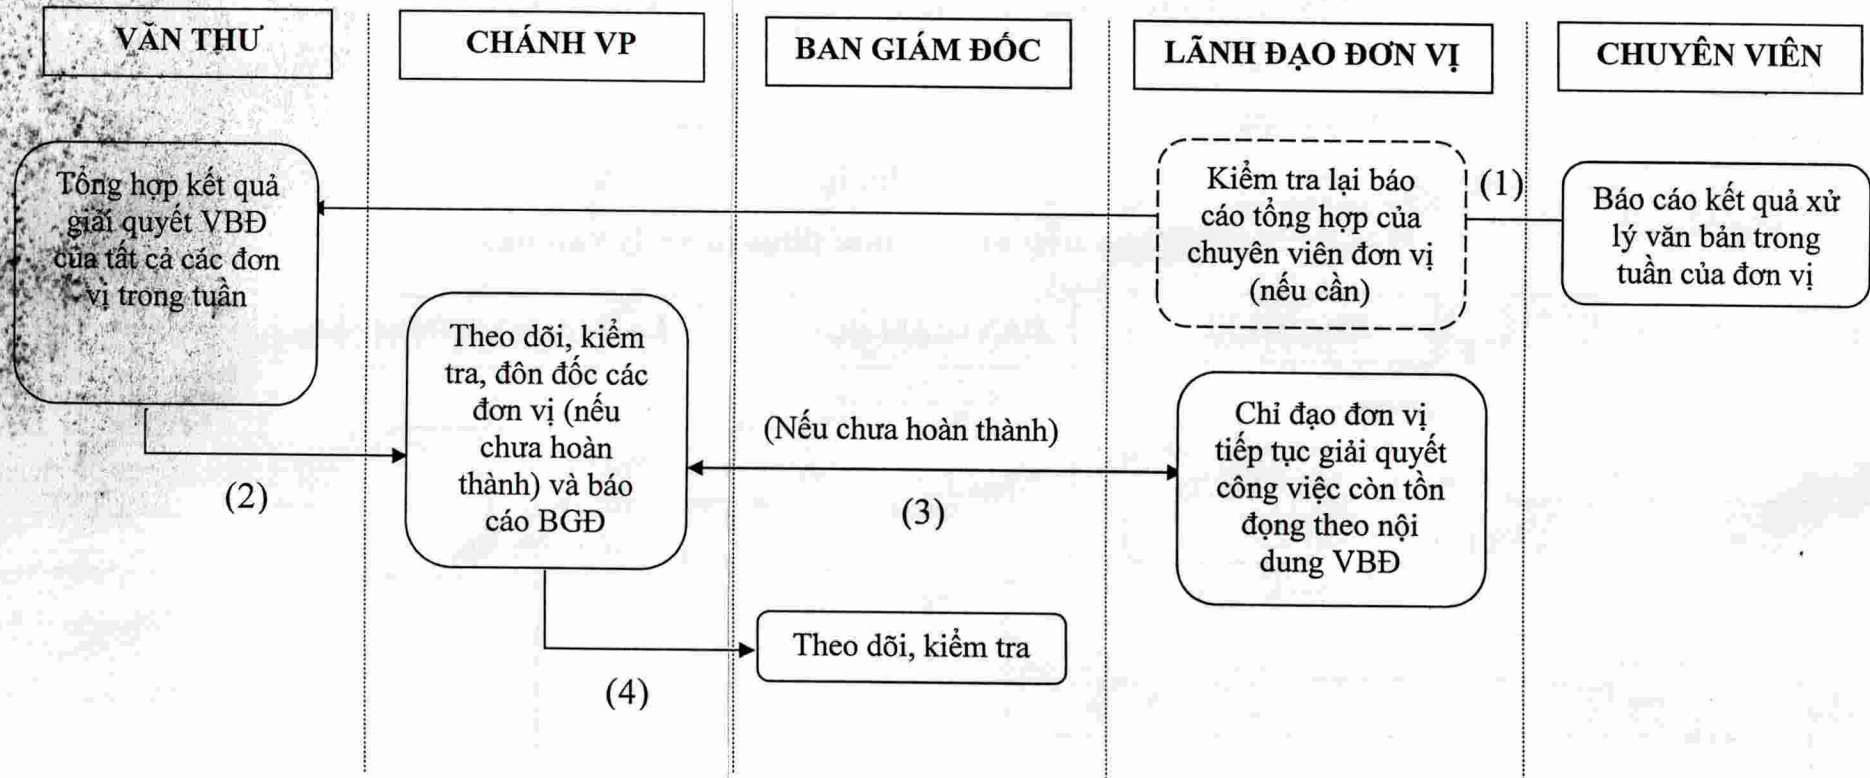 VĂN THƯ
CHÁNH VP
BAN GIÁM ĐỐC
LÃNH ĐẠO ĐƠN VỊ
CHUYÊN VIÊN
Tổng hợp kết quả
giải quyết VBĐ
của tất cả các đơn
vị trong tuần
Kiểm tra lại báo
cáo tổng hợp của
chuyên viên đơn vị
(nếu cần)
(1)
Báo cáo kết quả xử
lý văn bản trong
tuần của đơn vị
Theo dõi, kiểm
tra, đôn đốc các
đơn vị (nếu
chưa hoàn
thành) và báo
cáo BGĐ
(2)
(Nếu chưa hoàn thành)
(3)
Chỉ đạo đơn vị
tiếp tục giải quyết
công việc còn tồn
đọng theo nội
dung VBĐ
Theo dõi, kiểm tra
(4)